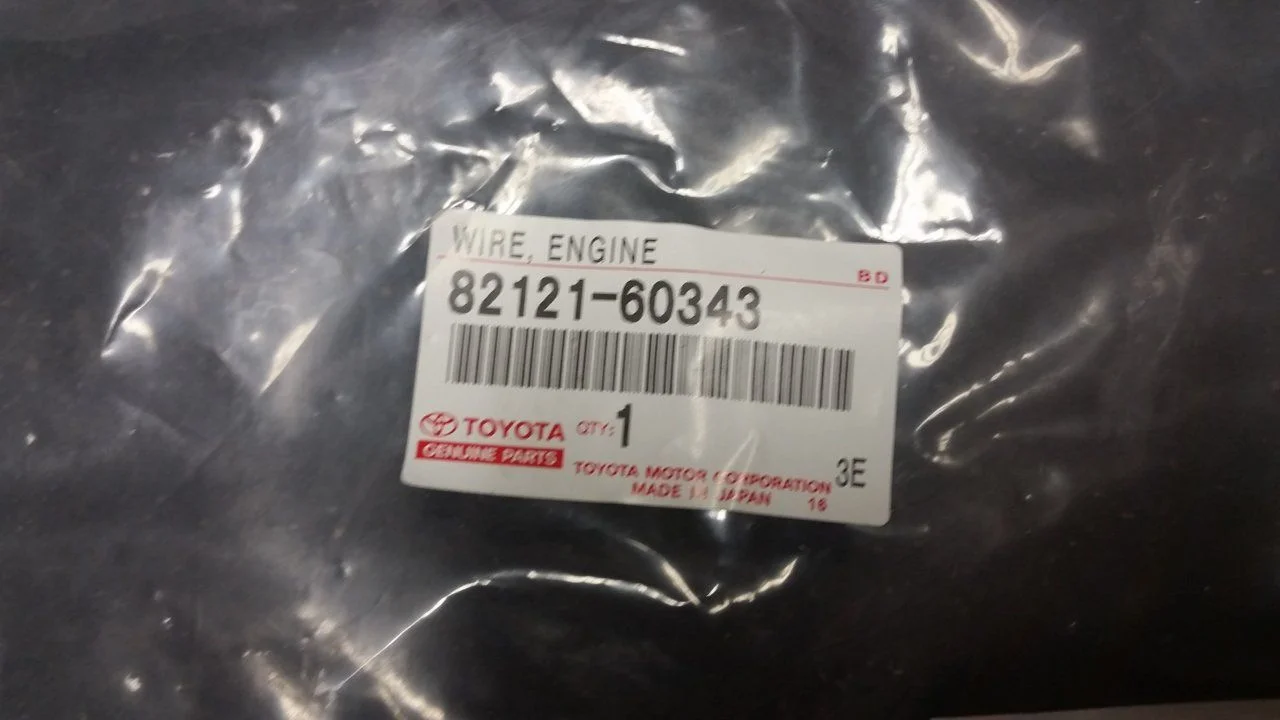 WIRE, ENGINE
BD
82121-60343
TOYOTA QTY: 1
GENUINE PARTS
3E
TOYOTA MOTOR CORPORATION
MADE IN JAPAN 16